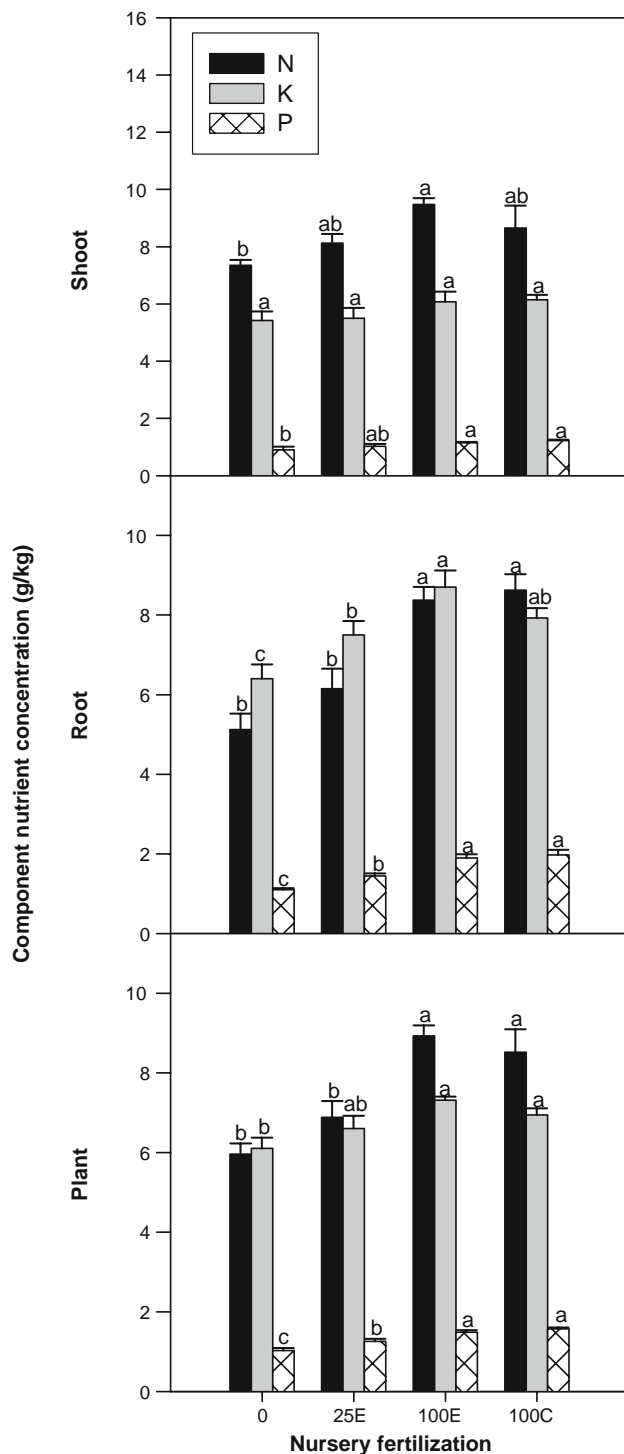 16
14
12
10
8
6
4
2
0
N
K
P
b
a
b
ab
a
ab
a
a
a
ab
a
a
Shoot
10
8
6
4
2
0
b
c
c
b
b
b
a
a
a
a
ab
a
Root
10
8
6
4
2
0
b
b
c
b
ab
b
a
a
a
a
a
a
Plant
Component nutrient concentration (g/kg)
0 25E 100E 100C
Nursery fertilization